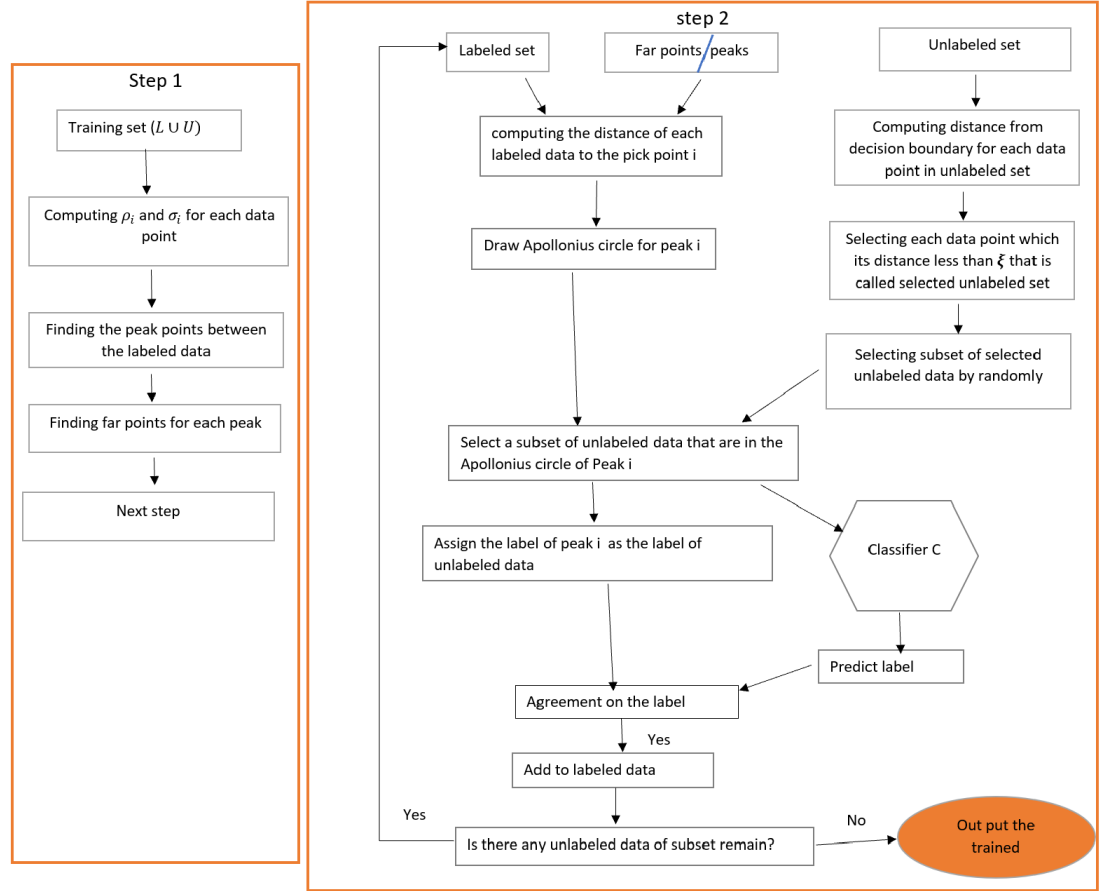 Step 1
Training set (𝐿 ∪ 𝑈)
Computing 𝜌ᵢ and 𝜎ᵢ for each data
point
Finding the peak points between
the labeled data
Finding far points for each peak
Next step
step 2
Labeled set
Far points/peaks
Unlabeled set
computing the distance of each
labeled data to the pick point i
Computing distance from
decision boundary for each data
point in unlabeled set
Draw Apollonius circle for peak i
Selecting each data point which
its distance less than 𝝃 that is
called selected unlabeled set
Selecting subset of selected
unlabeled data by randomly
Select a subset of unlabeled data that are in the
Apollonius circle of Peak i
Assign the label of peak i as the label of
unlabeled data
Classifier C
Predict label
Agreement on the label
Yes
Add to labeled data
Yes
Is there any unlabeled data of subset remain?
No
Out put the
trained